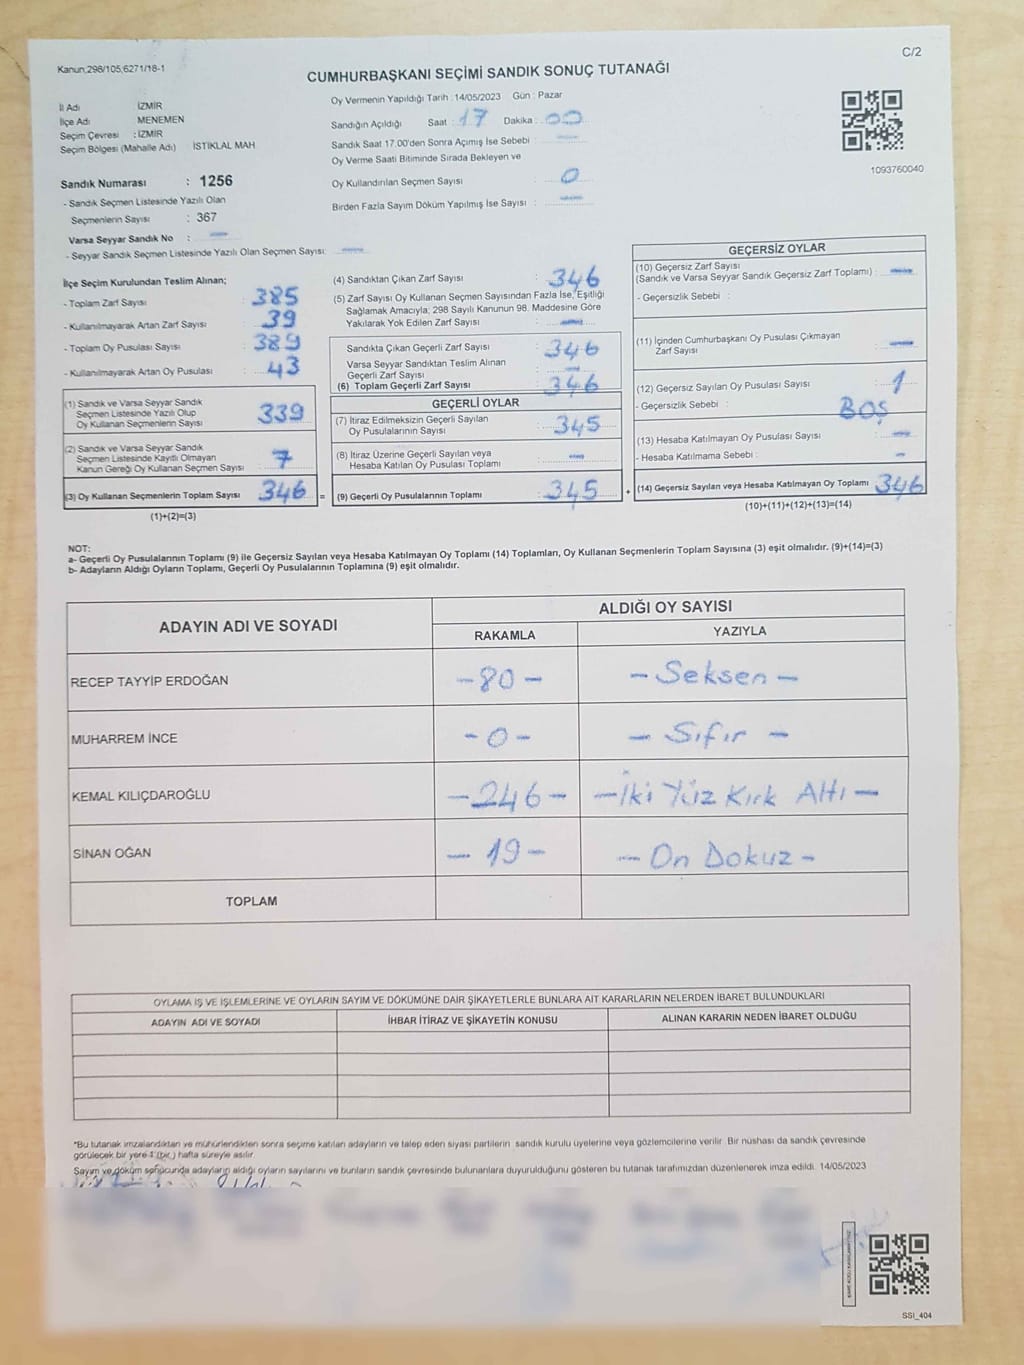 C/2
Kanun,298/105,6271/18-1
CUMHURBAŞKANI SEÇİMİ SANDIK SONUÇ TUTANAĞI
İl Adı İZMİR
İlçe Adı : MENEMEN
Seçim Çevresi : İZMİR
Seçim Bölgesi (Mahalle Adı) İSTİKLAL MAH
Sandık Numarası : 1256
- Sandık Seçmen Listesinde Yazılı Olan
Seçmenlerin Sayısı : 367
Varsa Seyyar Sandık No : —
- Seyyar Sandık Seçmen Listesinde Yazılı Olan Seçmen Sayısı: —
Oy Vermenin Yapıldığı Tarih : 14/05/2023 Gün : Pazar
Sandığın Açıldığı Saat : 17 Dakika : 00
Sandık Saat 17.00'den Sonra Açımış İse Sebebi : —
Oy Verme Saati Bitiminde Sırada Bekleyen ve
Oy Kullandırılan Seçmen Sayısı : 0
Birden Fazla Sayım Döküm Yapılmış İse Sayısı : —
1093760040
İlçe Seçim Kurulundan Teslim Alınan;
- Toplam Zarf Sayısı : 385
- Kullanılmayarak Artan Zarf Sayısı : 39
- Toplam Oy Pusulası Sayısı : 389
- Kullanılmayarak Artan Oy Pusulası : 43
(1) Sandık ve Varsa Seyyar Sandık
Seçmen Listesinde Yazılı Olup
Oy Kullanan Seçmenlerin Sayısı : 339
(2) Sandık ve Varsa Seyyar Sandık
Seçmen Listesinde Kayıtlı Olmayan
Kanun Gereği Oy Kullanan Seçmen Sayısı : 7
(3) Oy Kullanan Seçmenlerin Toplam Sayısı : 346 =
(1)+(2)=(3)
(4) Sandıktan Çıkan Zarf Sayısı : 346
(5) Zarf Sayısı Oy Kullanan Seçmen Sayısından Fazla İse, Eşitliği
Sağlamak Amacıyla; 298 Sayılı Kanunun 98. Maddesine Göre
Yakılarak Yok Edilen Zarf Sayısı : —
Sandıkta Çıkan Geçerli Zarf Sayısı : 346
Varsa Seyyar Sandıktan Teslim Alınan
Geçerli Zarf Sayısı : —
(6) Toplam Geçerli Zarf Sayısı : 346
GEÇERLİ OYLAR
(7) İtiraz Edilmeksizin Geçerli Sayılan
Oy Pusulalarının Sayısı : 345
(8) İtiraz Üzerine Geçerli Sayılan veya
Hesaba Katılan Oy Pusulası Toplamı : —
(9) Geçerli Oy Pusulalarının Toplamı : 345 +
GEÇERSİZ OYLAR
(10) Geçersiz Zarf Sayısı
(Sandık ve Varsa Seyyar Sandık Geçersiz Zarf Toplamı) : —
- Geçersizlik Sebebi :
(11) İçinden Cumhurbaşkanı Oy Pusulası Çıkmayan
Zarf Sayısı : —
(12) Geçersiz Sayılan Oy Pusulası Sayısı : 1
- Geçersizlik Sebebi : BOŞ
(13) Hesaba Katılmayan Oy Pusulası Sayısı : —
- Hesaba Katılmama Sebebi : —
(14) Geçersiz Sayılan veya Hesaba Katılmayan Oy Toplamı : 346
(10)+(11)+(12)+(13)=(14)
NOT:
a- Geçerli Oy Pusulalarının Toplamı (9) ile Geçersiz Sayılan veya Hesaba Katılmayan Oy Toplamı (14) Toplamları, Oy Kullanan Seçmenlerin Toplam Sayısına (3) eşit olmalıdır. (9)+(14)=(3)
b- Adayların Aldığı Oyların Toplamı, Geçerli Oy Pusulalarının Toplamına (9) eşit olmalıdır.
ADAYIN ADI VE SOYADI ALDIĞI OY SAYISI
RAKAMLA YAZIYLA
RECEP TAYYİP ERDOĞAN -80- -Seksen-
MUHARREM İNCE -0- -Sıfır-
KEMAL KILIÇDAROĞLU -246- -İki Yüz Kırk Altı-
SİNAN OĞAN -19- -On Dokuz-
TOPLAM
OYLAMA İŞ VE İŞLEMLERİNE VE OYLARIN SAYIM VE DÖKÜMÜNE DAİR ŞİKAYETLERLE BUNLARA AİT KARARLARIN NELERDEN İBARET BULUNDUKLARI
ADAYIN ADI VE SOYADI İHBAR İTİRAZ VE ŞİKAYETİN KONUSU ALINAN KARARIN NEDEN İBARET OLDUĞU
*Bu tutanak imzalandıktan ve mühürlendikten sonra seçime katılan adayların ve talep eden siyasi partilerin sandık kurulu üyelerine veya gözlemcilerine verilir. Bir nüshası da sandık çevresinde
görülecek bir yere 1 (bir ) hafta süreyle asılır.
Sayım ve döküm sonucunda adayların aldığı oyların sayılarını ve bunların sandık çevresinde bulunanlara duyurulduğunu gösteren bu tutanak tarafımızdan düzenlenerek imza edildi. 14/05/2023
SSI_404